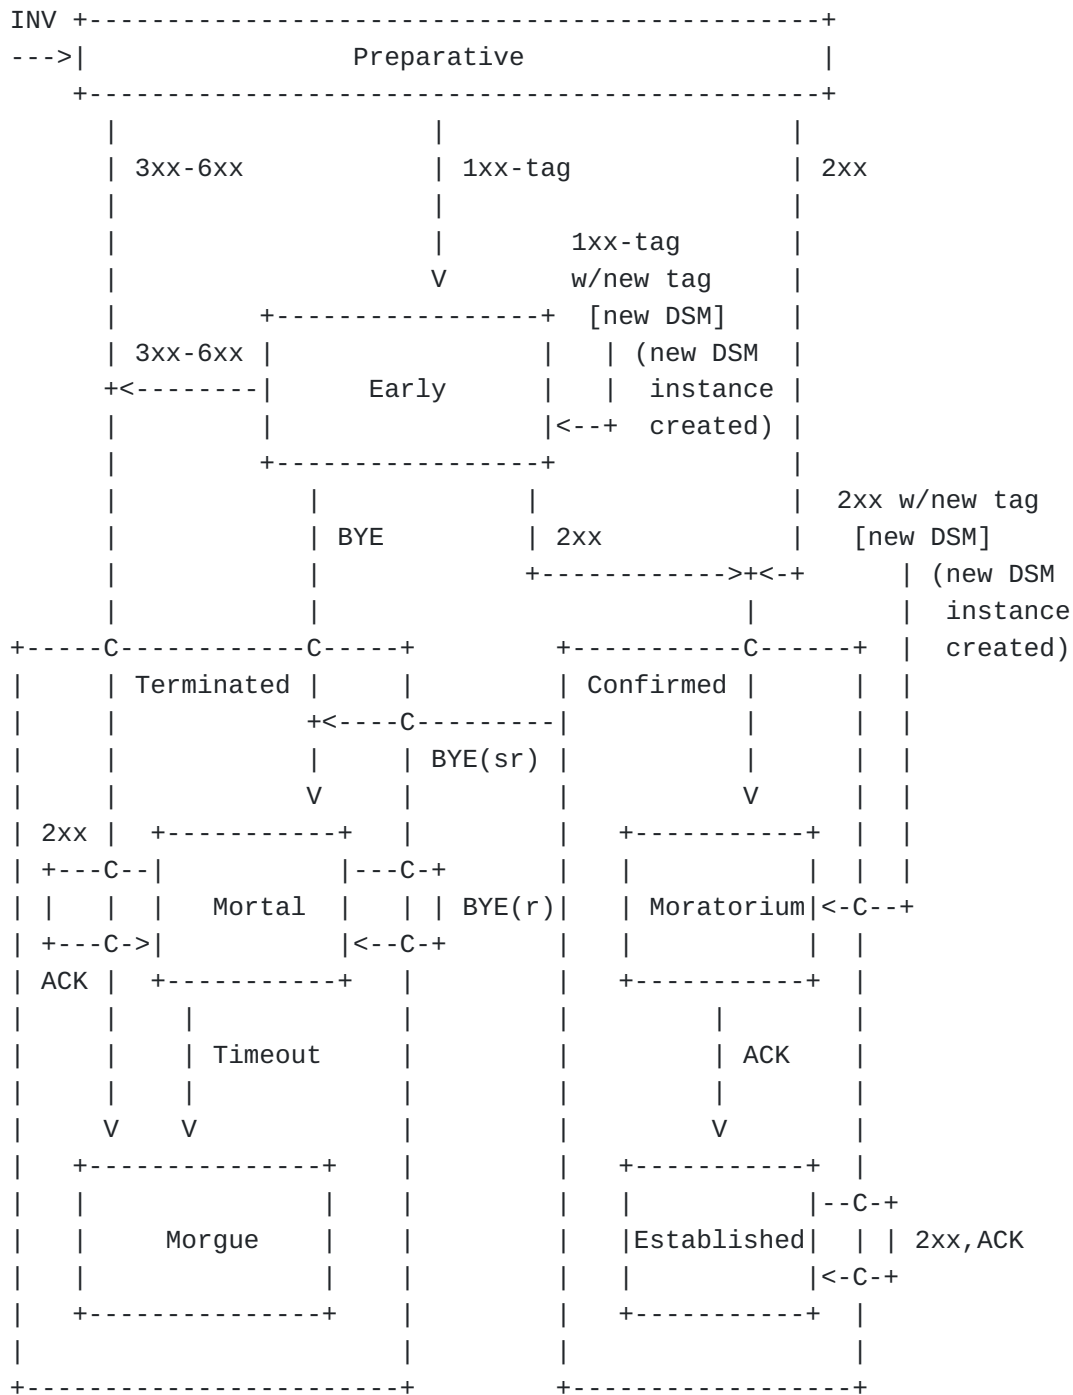 INV
Preparative
3xx-6xx 1xx-tag 2xx
1xx-tag
V w/new tag
[new DSM]
3xx-6xx (new DSM
Early instance
created)
2xx w/new tag
BYE 2xx [new DSM]
(new DSM
instance
C C C created)
Terminated Confirmed
C
BYE(sr)
V V
2xx
C C
Mortal BYE(r) Moratorium C
C C
ACK
Timeout ACK
V V V
C
Morgue Established 2xx,ACK
C